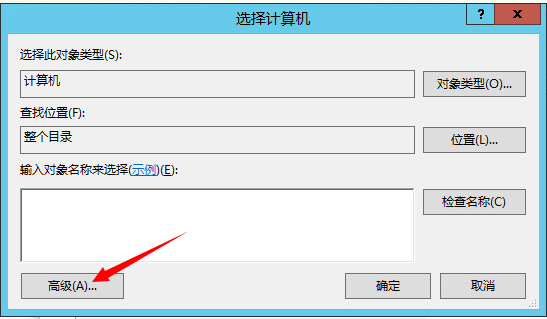 选择计算机
? x
选择此对象类型(S):
计算机
对象类型(O)...
查找位置(F):
整个目录
位置(L)...
输入对象名称来选择(示例)(E):
检查名称(C)
高级(A)...
确定
取消